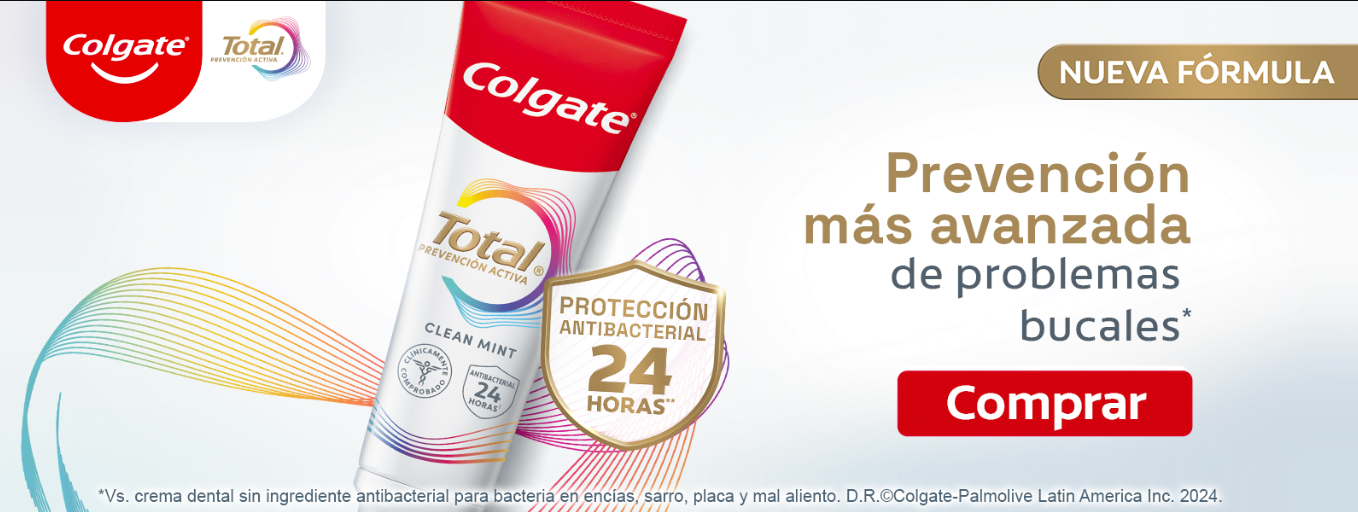 Colgate®
Total®
PREVENCIÓN ACTIVA
Colgate®
Total®
PREVENCIÓN ACTIVA
CLEAN MINT
CLÍNICAMENTE
COMPROBADO
ANTIBACTERIAL
24
HORAS
PROTECCIÓN
ANTIBACTERIAL
24
HORAS**
NUEVA FÓRMULA
Prevención
más avanzada
de problemas
bucales*
Comprar
*Vs. crema dental sin ingrediente antibacterial para bacteria en encías, sarro, placa y mal aliento. D.R.©Colgate-Palmolive Latin America Inc. 2024.